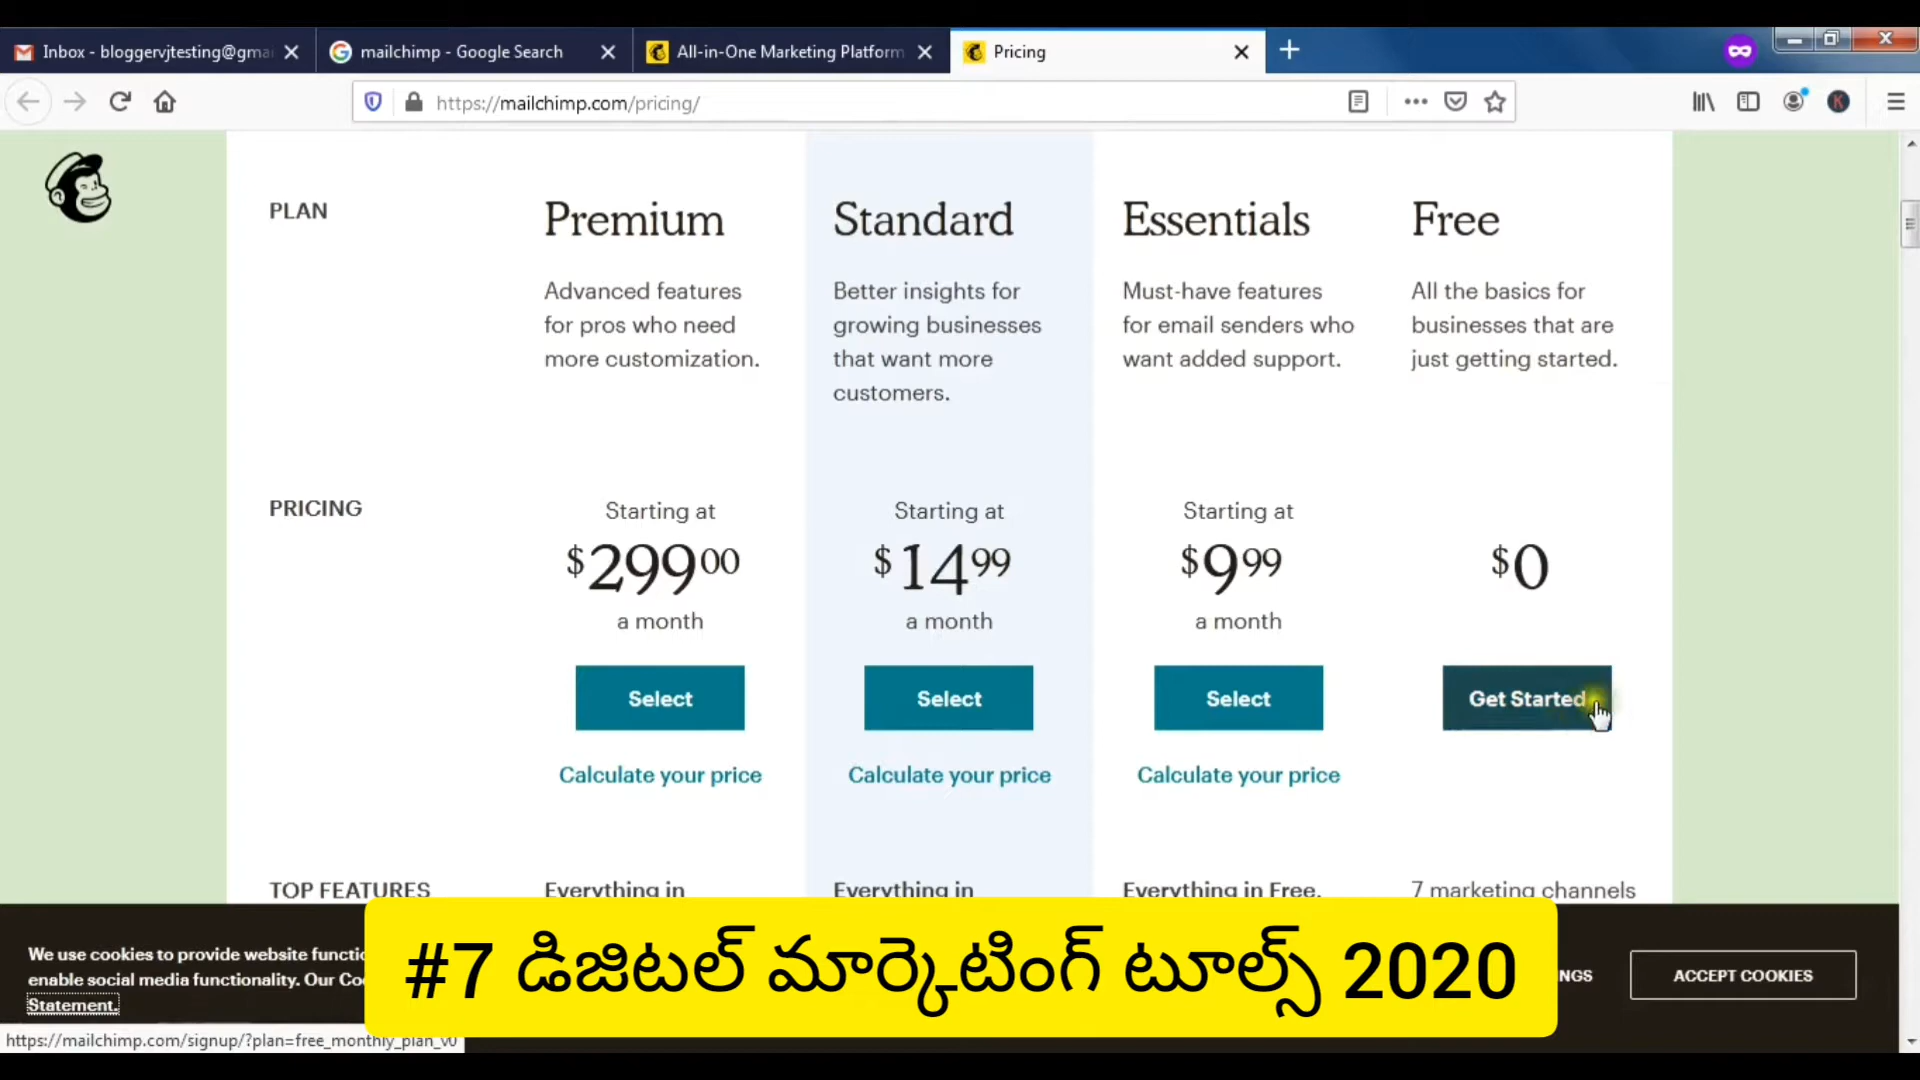 Inbox - bloggervjtesting@gmai
mailchimp - Google Search
All-in-One Marketing Platform
Pricing
https://mailchimp.com/pricing/
K
PLAN
Premium
Standard
Essentials
Free
Advanced features
for pros who need
more customization.
Better insights for
growing businesses
that want more
customers.
Must-have features
for email senders who
want added support.
All the basics for
businesses that are
just getting started.
PRICING
Starting at
$299.00
a month
Select
Calculate your price
Starting at
$14.99
a month
Select
Calculate your price
Starting at
$9.99
a month
Select
Calculate your price
$0
Get Started
TOP FEATURES
Everything in
Everything in
Everything in Free,
7 marketing channels
We use cookies to provide website functi
enable social media functionality. Our Co
Statement.
NGS
ACCEPT COOKIES
#7 డిజిటల్ మార్కెటింగ్ టూల్స్ 2020
https://mailchimp.com/signup/?plan=free_monthly_plan_v0